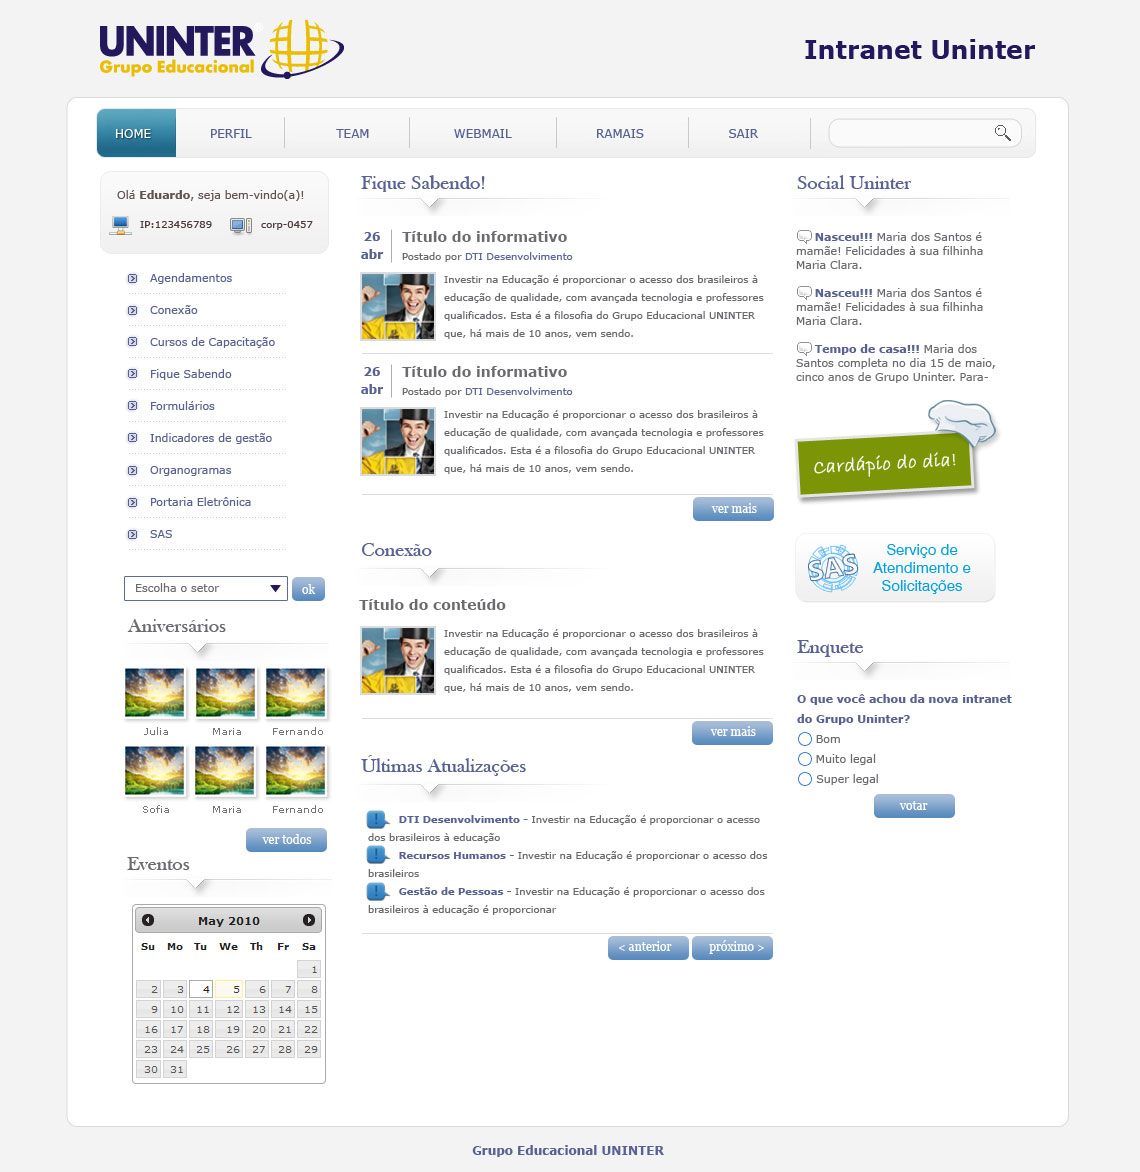 UNINTER
Grupo Educacional
Intranet Uninter
HOME
PERFIL
TEAM
WEBMAIL
RAMAIS
SAIR
Olá Eduardo, seja bem-vindo(a)!
IP:123456789
corp-0457
Agendamentos
Conexão
Cursos de Capacitação
Fique Sabendo
Formulários
Indicadores de gestão
Organogramas
Portaria Eletrônica
SAS
Escolha o setor
ok
Aniversários
Julia Maria Fernando
Sofia Maria Fernando
ver todos
Eventos
May 2010
Su Mo Tu We Th Fr Sa
1
2 3 4 5 6 7 8
9 10 11 12 13 14 15
16 17 18 19 20 21 22
23 24 25 26 27 28 29
30 31
Fique Sabendo!
26
abr
Título do informativo
Postado por DTI Desenvolvimento
Investir na Educação é proporcionar o acesso dos brasileiros à
educação de qualidade, com avançada tecnologia e professores
qualificados. Esta é a filosofia do Grupo Educacional UNINTER
que, há mais de 10 anos, vem sendo.
26
abr
Título do informativo
Postado por DTI Desenvolvimento
Investir na Educação é proporcionar o acesso dos brasileiros à
educação de qualidade, com avançada tecnologia e professores
qualificados. Esta é a filosofia do Grupo Educacional UNINTER
que, há mais de 10 anos, vem sendo.
ver mais
Conexão
Título do conteúdo
Investir na Educação é proporcionar o acesso dos brasileiros à
educação de qualidade, com avançada tecnologia e professores
qualificados. Esta é a filosofia do Grupo Educacional UNINTER
que, há mais de 10 anos, vem sendo.
ver mais
Últimas Atualizações
DTI Desenvolvimento - Investir na Educação é proporcionar o acesso
dos brasileiros à educação
Recursos Humanos - Investir na Educação é proporcionar o acesso dos
brasileiros
Gestão de Pessoas - Investir na Educação é proporcionar o acesso dos
brasileiros à educação é proporcionar
< anterior
próximo >
Social Uninter
Nasceu!!! Maria dos Santos é
mamãe! Felicidades à sua filhinha
Maria Clara.
Nasceu!!! Maria dos Santos é
mamãe! Felicidades à sua filhinha
Maria Clara.
Tempo de casa!!! Maria dos
Santos completa no dia 15 de maio,
cinco anos de Grupo Uninter. Para-
Cardápio do dia!
SAS
Serviço de
Atendimento e
Solicitações
Enquete
O que você achou da nova intranet
do Grupo Uninter?
Bom
Muito legal
Super legal
votar
Grupo Educacional UNINTER